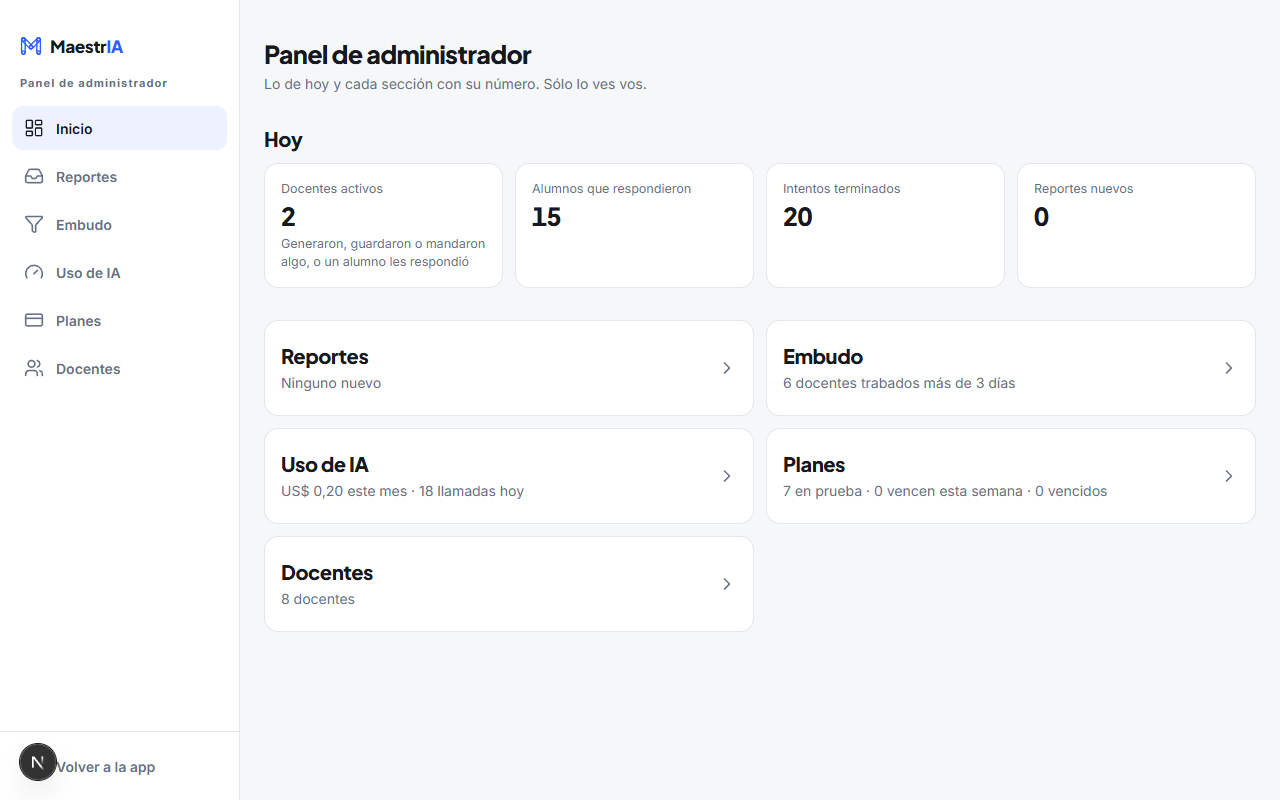 MaestrIA
Panel de administrador
Inicio
Reportes
Embudo
Uso de IA
Planes
Docentes
N
Volver a la app
Panel de administrador
Lo de hoy y cada sección con su número. Sólo lo ves vos.
Hoy
Docentes activos
2
Generaron, guardaron o mandaron
algo, o un alumno les respondió
Alumnos que respondieron
15
Intentos terminados
20
Reportes nuevos
0
Reportes
Ninguno nuevo
Embudo
6 docentes trabados más de 3 días
Uso de IA
US$ 0,20 este mes · 18 llamadas hoy
Planes
7 en prueba · 0 vencen esta semana · 0 vencidos
Docentes
8 docentes